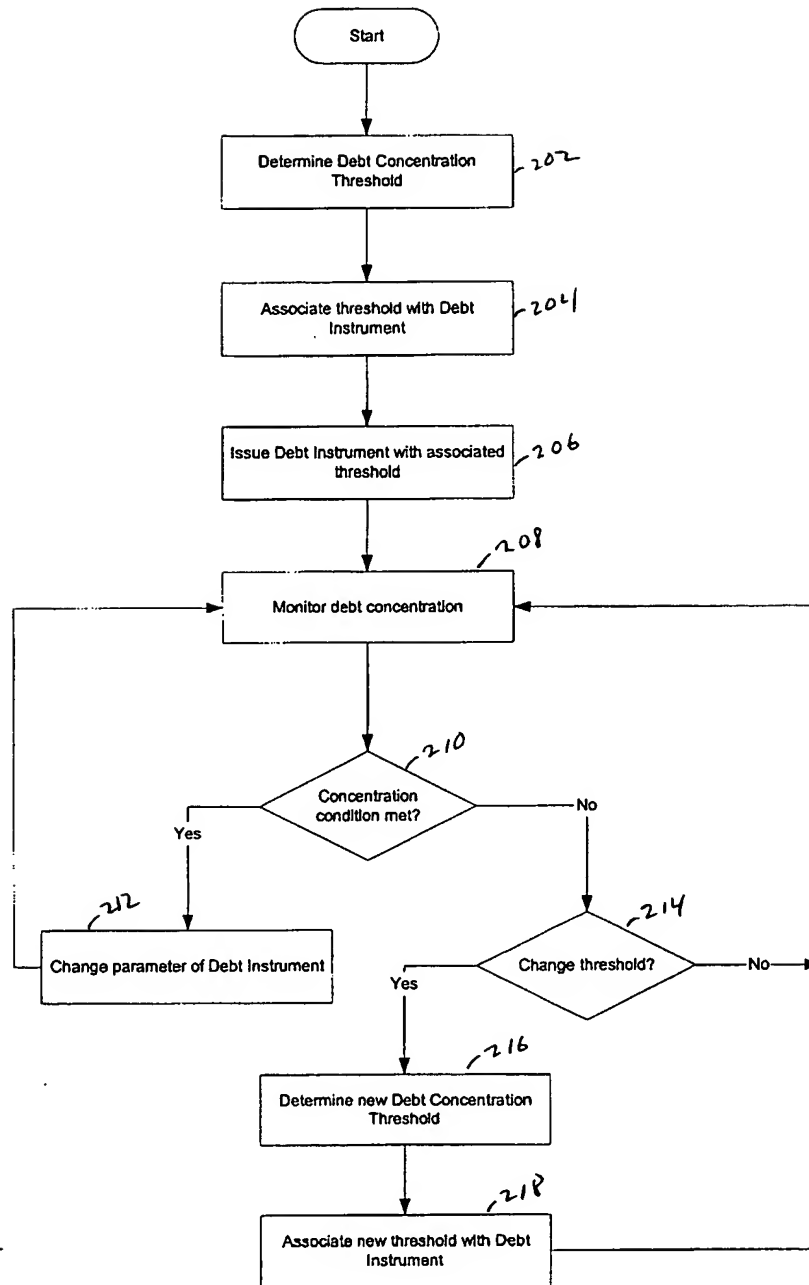 Start
Determine Debt Concentration
Threshold
202
Associate threshold with Debt
Instrument
204
Issue Debt Instrument with associated
threshold
206
208
Monitor debt concentration
210
Concentration
condition met?
Yes
No
212
Change parameter of Debt Instrument
214
Change threshold?
No
Yes
216
Determine new Debt Concentration
Threshold
218
Associate new threshold with Debt
Instrument